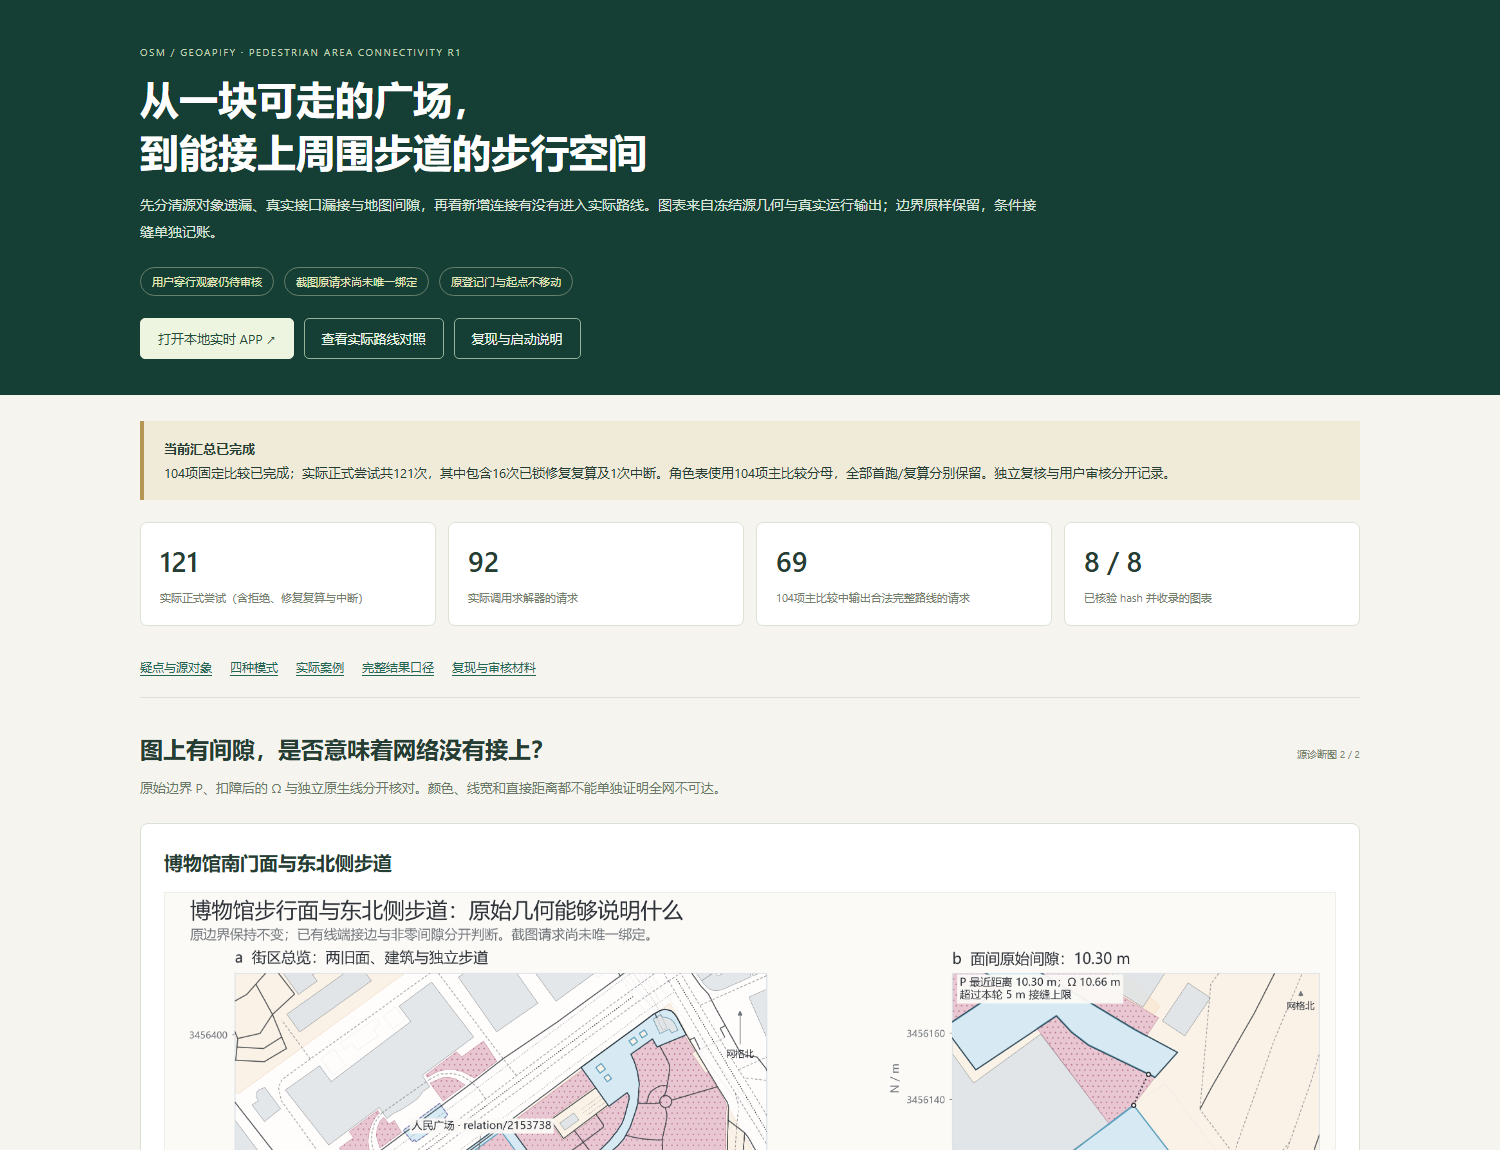 OSM / GEOAPIFY · PEDESTRIAN AREA CONNECTIVITY R1
从一块可走的广场，
到能接上周围步道的步行空间
先分清源对象遗漏、真实接口漏接与地图间隙，再看新增连接有没有进入实际路线。图表来自冻结源几何与真实运行输出；边界原样保留，条件接
缝单独记账。
用户穿行观察仍待审核
截图原请求尚未唯一绑定
原登记门与起点不移动
打开本地实时 APP ↗
查看实际路线对照
复现与启动说明
当前汇总已完成
104项固定比较已完成；实际正式尝试共121次，其中包含16次已锁修复复算及1次中断。角色表使用104项主比较分母，全部首跑/复算分别保留。独立复核与用户审核分开记录。
121
实际正式尝试（含拒绝、修复复算与中断）
92
实际调用求解器的请求
69
104项主比较中输出合法完整路线的请求
8 / 8
已核验 hash 并收录的图表
疑点与源对象
四种模式
实际案例
完整结果口径
复现与审核材料
图上有间隙，是否意味着网络没有接上？
源诊断图 2 / 2
原始边界 P、扣障后的 Ω 与独立原生线分开核对。颜色、线宽和直接距离都不能单独证明全网不可达。
博物馆南门面与东北侧步道
博物馆步行面与东北侧步道：原始几何能够说明什么
原边界保持不变；已有线端接边与非零间隙分开判断。截图请求尚未唯一绑定。
a 街区总览：两旧面、建筑与独立步道
3456400
网格北
人民广场 · relation/2153738
b 面间原始间隙：10.30 m
P 最近距离 10.30 m；Ω 10.66 m
超过本轮 5 m 接缝上限
网格北
3456160
N / m
3456140